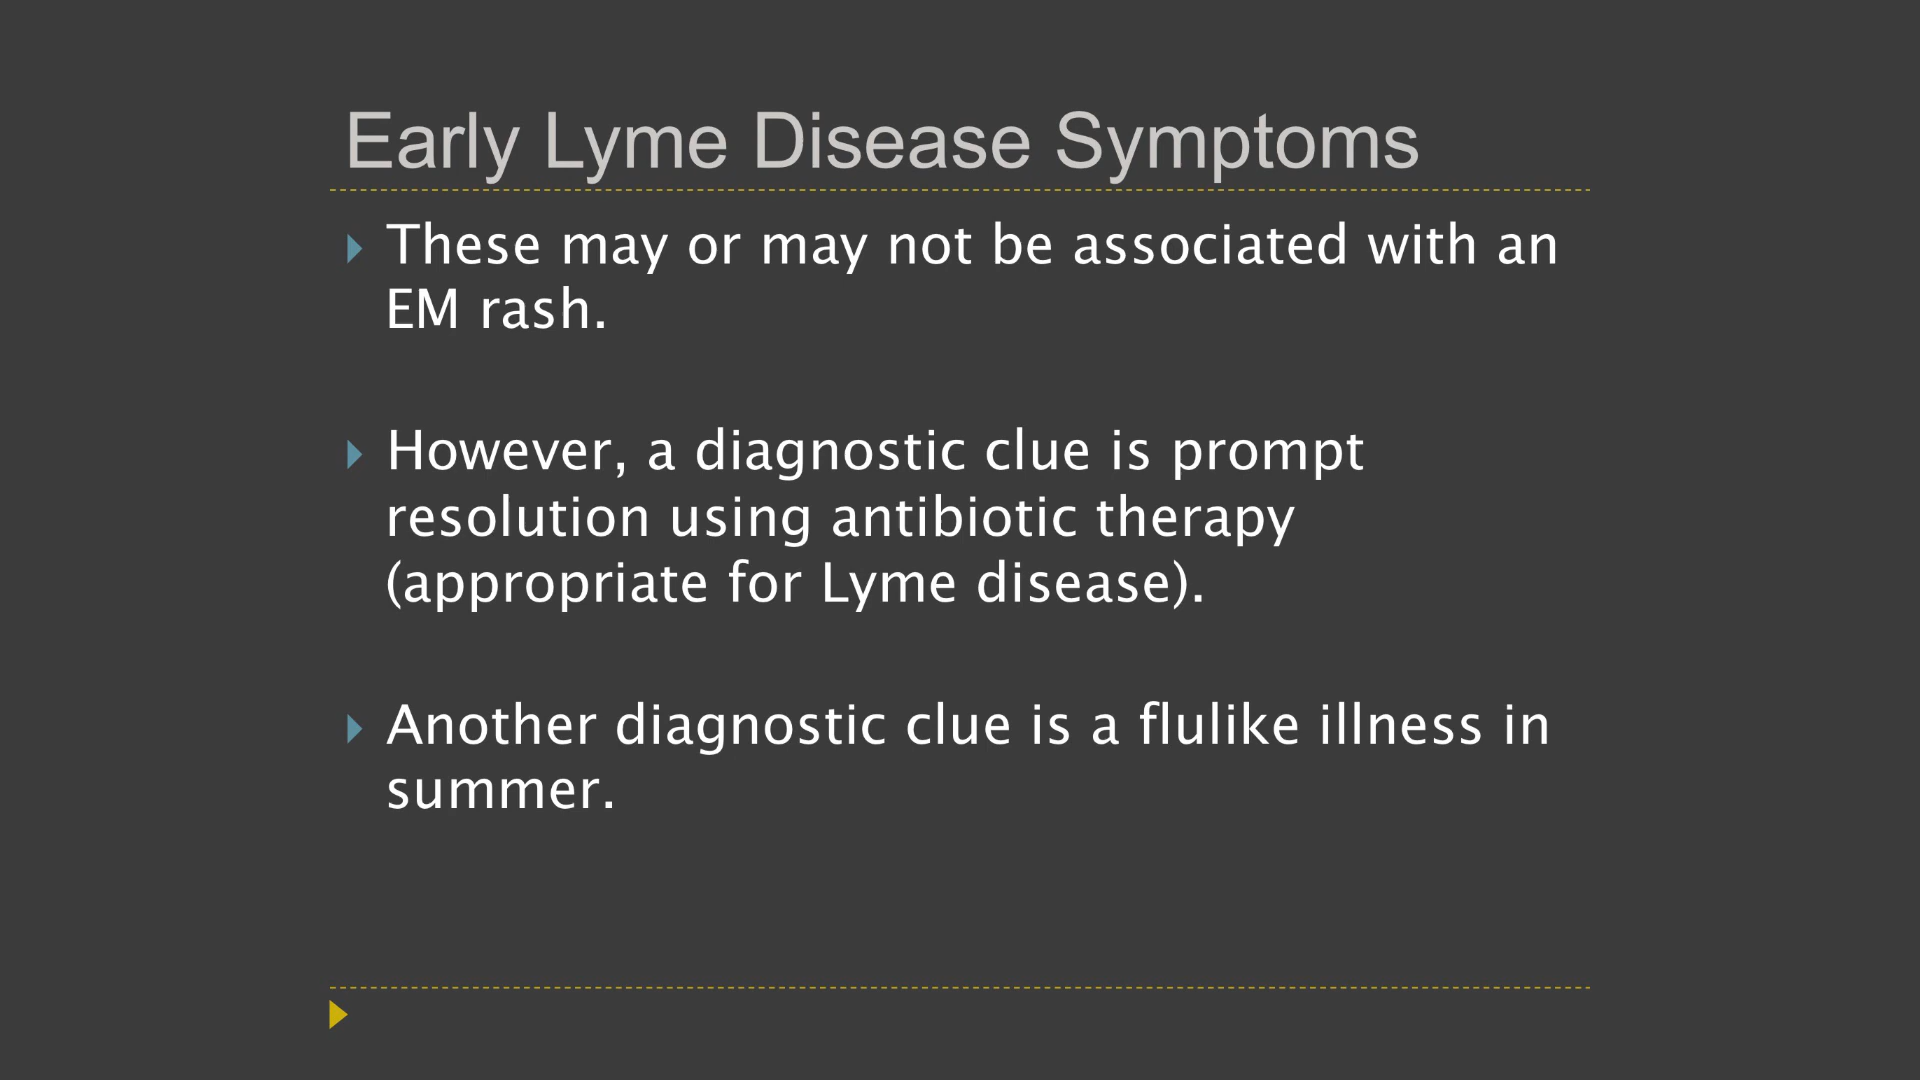 Early Lyme Disease Symptoms
These may or may not be associated with an
EM rash.
However, a diagnostic clue is prompt
resolution using antibiotic therapy
(appropriate for Lyme disease).
Another diagnostic clue is a flulike illness in
summer.